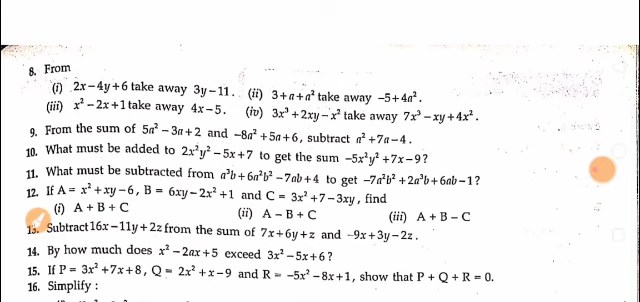 8. From
(i) 2x−4y+6 take away 3y−11. (ii) 3+a+a² take away −5+4a².
(iii) x²−2x+1 take away 4x−5. (iv) 3x³+2xy−x² take away 7x³−xy+4x².
9. From the sum of 5a²−3a+2 and −8a²+5a+6, subtract a²+7a−4.
10. What must be added to 2x²y²−5x+7 to get the sum −5x²y²+7x−9?
11. What must be subtracted from a³b+6a²b²−7ab+4 to get −7a²b²+2a³b+6ab−1?
12. If A = x²+xy−6, B = 6xy−2x²+1 and C = 3x²+7−3xy, find
(i) A+B+C (ii) A−B+C (iii) A+B−C
13. Subtract 16x−11y+2z from the sum of 7x+6y+z and −9x+3y−2z.
14. By how much does x²−2ax+5 exceed 3x²−5x+6?
15. If P = 3x²+7x+8, Q = 2x²+x−9 and R = −5x²−8x+1, show that P+Q+R = 0.
16. Simplify :